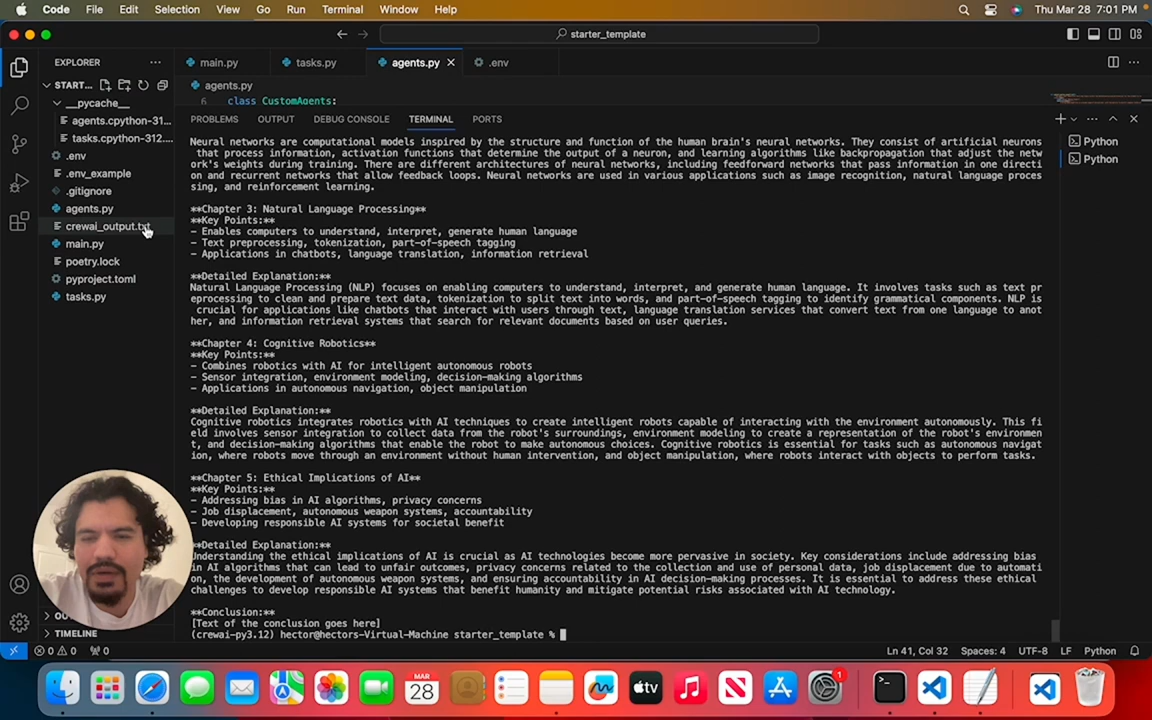 Code File Edit Selection View Go Run Terminal Window Help Thu Mar 28 7:01 PM
starter_template
EXPLORER
main.py tasks.py agents.py .env
START...
agents.py
6 class CustomAgents:
__pycache__
agents.cpython-31...
tasks.cpython-312...
.env
.env_example
.gitignore
agents.py
crewai_output.txt
main.py
poetry.lock
pyproject.toml
tasks.py
TIMELINE
PROBLEMS OUTPUT DEBUG CONSOLE TERMINAL PORTS
Python
Python
Neural networks are computational models inspired by the structure and function of the human brain's neural networks. They consist of artificial neurons
that process information, activation functions that determine the output of a neuron, and learning algorithms like backpropagation that adjust the netw
ork's weights during training. There are different architectures of neural networks, including feedforward networks that pass information in one directi
on and recurrent networks that allow feedback loops. Neural networks are used in various applications such as image recognition, natural language proces
sing, and reinforcement learning.
**Chapter 3: Natural Language Processing**
**Key Points:**
- Enables computers to understand, interpret, generate human language
- Text preprocessing, tokenization, part-of-speech tagging
- Applications in chatbots, language translation, information retrieval
**Detailed Explanation:**
Natural Language Processing (NLP) focuses on enabling computers to understand, interpret, and generate human language. It involves tasks such as text pr
eprocessing to clean and prepare text data, tokenization to split text into words, and part-of-speech tagging to identify grammatical components. NLP is
crucial for applications like chatbots that interact with users through text, language translation services that convert text from one language to anot
her, and information retrieval systems that search for relevant documents based on user queries.
**Chapter 4: Cognitive Robotics**
**Key Points:**
- Combines robotics with AI for intelligent autonomous robots
- Sensor integration, environment modeling, decision-making algorithms
- Applications in autonomous navigation, object manipulation
**Detailed Explanation:**
Cognitive robotics integrates robotics with AI techniques to create intelligent robots capable of interacting with the environment autonomously. This fi
eld involves sensor integration to collect data from the robot's surroundings, environment modeling to create a representation of the robot's environmen
t, and decision-making algorithms that enable the robot to make autonomous choices. Cognitive robotics is essential for tasks such as autonomous navigat
ion, where robots move through an environment without human intervention, and object manipulation, where robots interact with objects to perform tasks.
**Chapter 5: Ethical Implications of AI**
**Key Points:**
- Addressing bias in AI algorithms, privacy concerns
- Job displacement, autonomous weapon systems, accountability
- Developing responsible AI systems for societal benefit
**Detailed Explanation:**
Understanding the ethical implications of AI is crucial as AI technologies become more pervasive in society. Key considerations include addressing bias
in AI algorithms that can lead to unfair outcomes, privacy concerns related to the collection and use of personal data, job displacement due to automati
on, the development of autonomous weapon systems, and ensuring accountability in AI decision-making processes. It is essential to address these ethical
challenges to develop responsible AI systems that benefit humanity and mitigate potential risks associated with AI technology.
**Conclusion:**
[Text of the conclusion goes here]
(crewai-py3.12) hector@hectors-Virtual-Machine starter_template %
0 0 0 Ln 41, Col 32 Spaces: 4 UTF-8 LF Python
MAR
28
tv
1